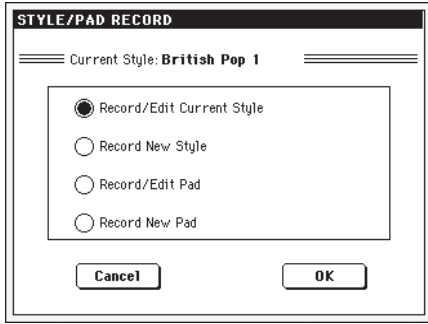 STYLE/PAD RECORD
Current Style: British Pop 1
Record/Edit Current Style
Record New Style
Record/Edit Pad
Record New Pad
Cancel OK